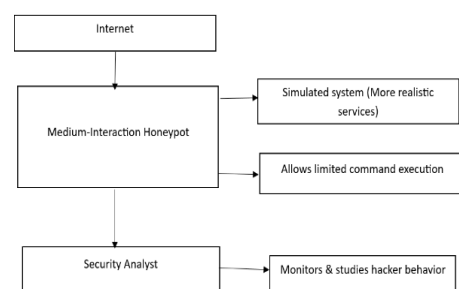 Internet
Simulated system (More realistic
services)
Medium-Interaction Honeypot
Allows limited command execution
Security Analyst
Monitors & studies hacker behavior